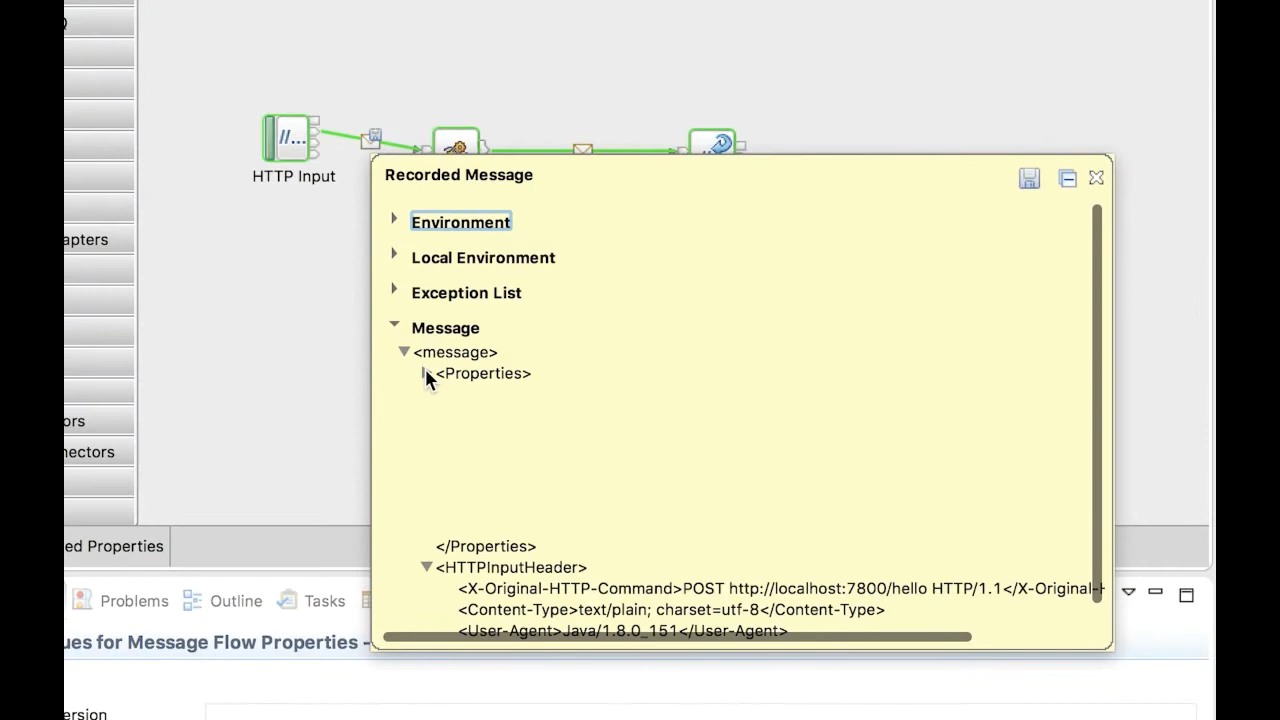 Q
//...
HTTP Input
Recorded Message
Environment
Local Environment
Exception List
Message
<message>
<Properties>
</Properties>
<HTTPInputHeader>
<X-Original-HTTP-Command>POST http://localhost:7800/hello HTTP/1.1</X-Original-H
<Content-Type>text/plain; charset=utf-8</Content-Type>
<User-Agent>Java/1.8.0_151</User-Agent>
apters
ors
nectors
ed Properties
Problems
Outline
Tasks
ues for Message Flow Properties -
ersion